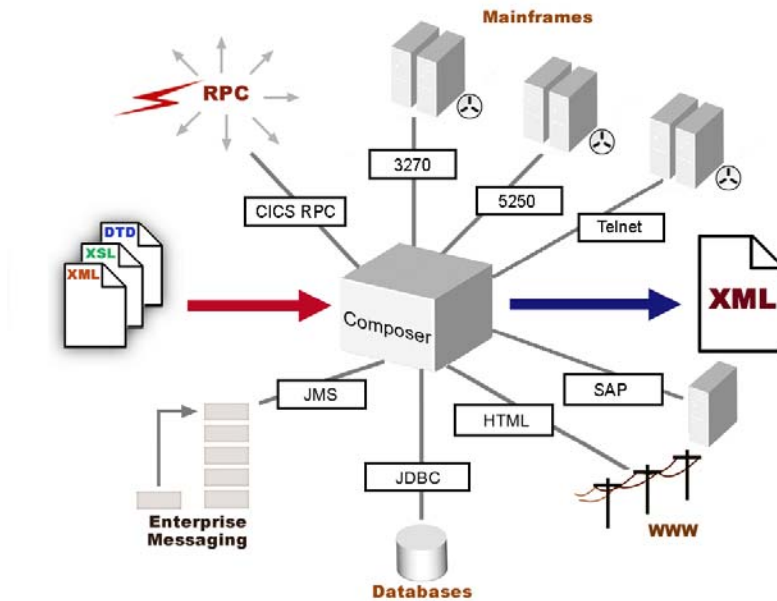 Mainframes
RPC
3270
5250
CICS RPC
Telnet
DTD
XSL
XML
Composer
XML
JMS
SAP
HTML
JDBC
Enterprise
Messaging
WWW
Databases